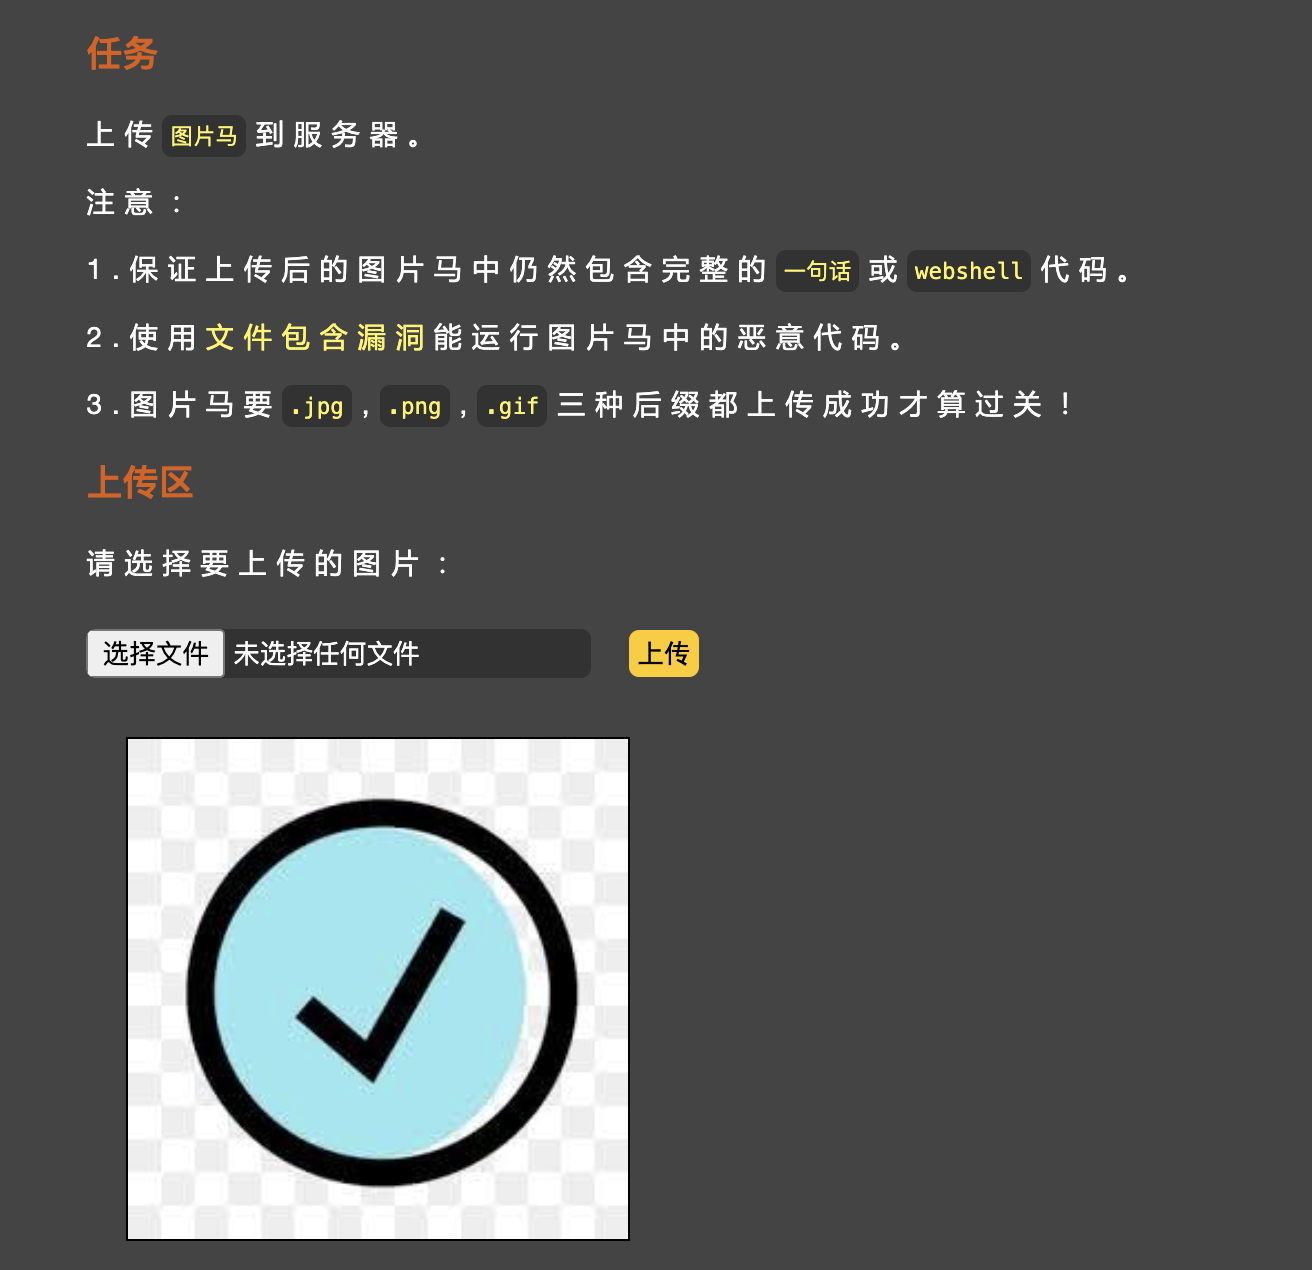 任务
上传 图片马 到服务器。
注意：
1.保证上传后的图片马中仍然包含完整的 一句话 或 webshell 代码。
2.使用文件包含漏洞能运行图片马中的恶意代码。
3.图片马要 .jpg , .png , .gif 三种后缀都上传成功才算过关！
上传区
请选择要上传的图片：
选择文件 未选择任何文件 上传